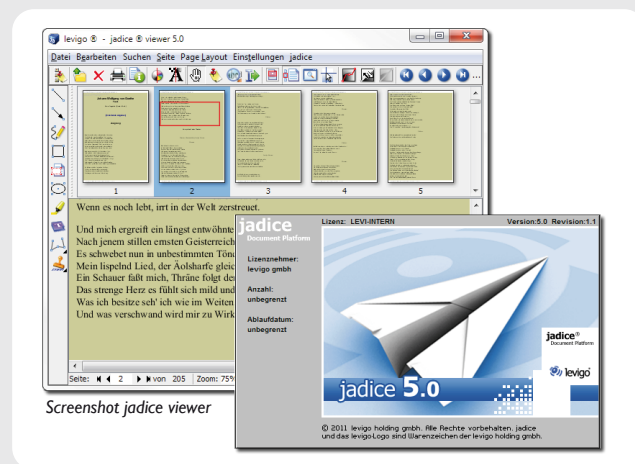 levigo ® - jadice ® viewer 5.0
Datei Bearbeiten Suchen Seite Page Layout Einstellungen jadice
1 2 3 4 5
Wenn es noch lebt, irrt in der Welt zerstreuet.
Und mich ergreift ein längst entwöhnte
Nach jenem stillen ernsten Geisterreich
Es schwebet nun in unbestimmten Töne
Mein lispelnd Lied, der Äolsharfe gleic
Ein Schauer faßt mich, Thräne folgt de
Das strenge Herz es fühlt sich mild und
Was ich besitze seh' ich wie im Weiten
Und was verschwand wird mir zu Wirk
Seite: 2 von 205 Zoom: 75%
jadice
Document Platform
Lizenz: LEVI-INTERN Version:5.0 Revision:1.1
Lizenznehmer:
levigo gmbh
Anzahl:
unbegrenzt
Ablaufdatum:
unbegrenzt
jadice®
Document Platform
levigo
jadice 5.0
© 2011 levigo holding gmbh. Alle Rechte vorbehalten. jadice
und das levigo-Logo sind Warenzeichen der levigo holding gmbh.
Screenshot jadice viewer